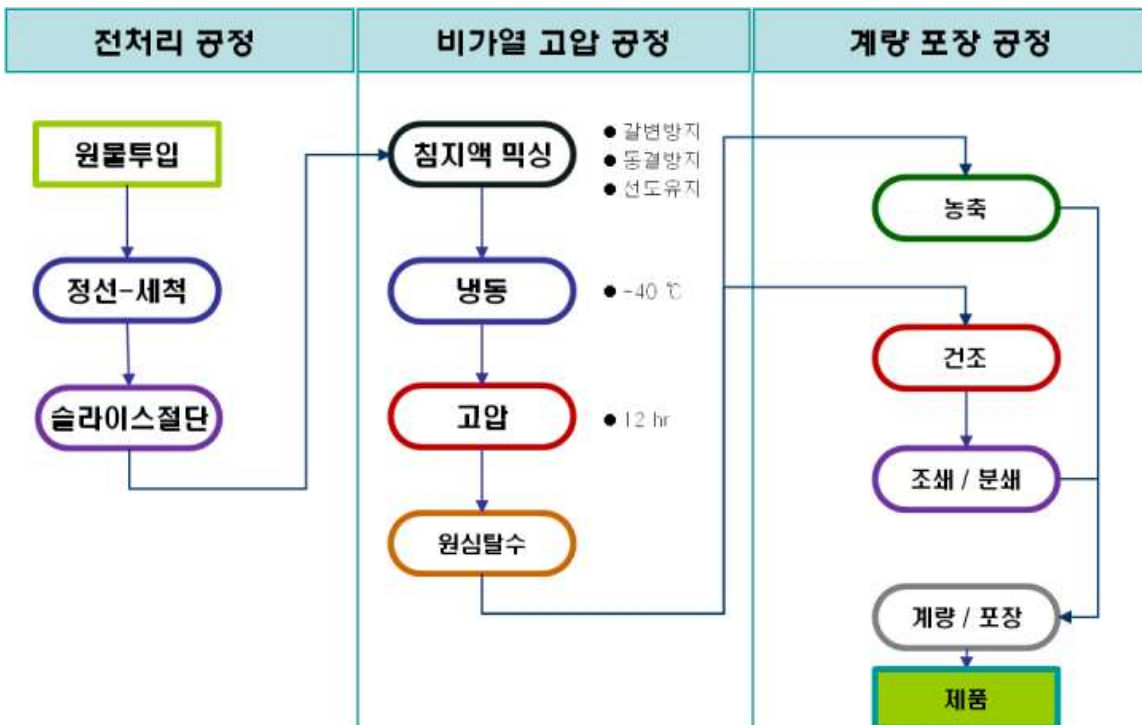 전처리 공정
비가열 고압 공정
계량 포장 공정
원물투입
정선-세척
슬라이스절단
침지액 믹싱
● 갈변방지
● 동결방지
● 선도유지
냉동
● -40 ℃
고압
● 12 hr
원심탈수
농축
건조
조쇄 / 분쇄
계량 / 포장
제품